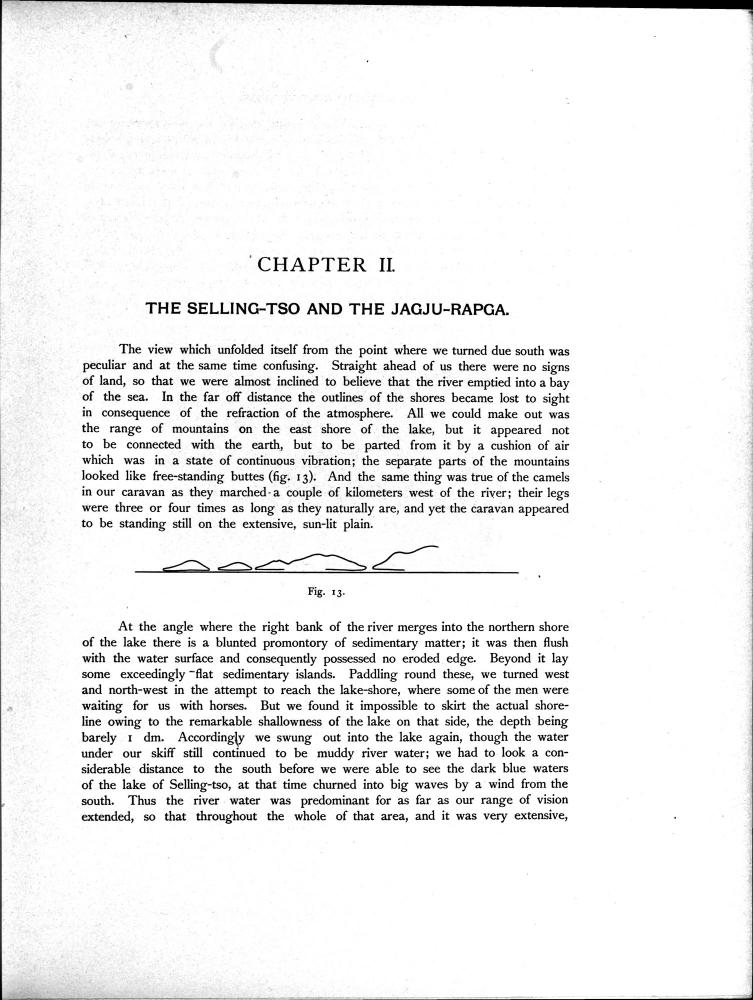 CHAPTER II.
THE SELLING-TSO AND THE JAGJU-RAPGA.
The view which unfolded itself from the point where we turned due south was
peculiar and at the same time confusing. Straight ahead of us there were no signs
of land, so that we were almost inclined to believe that the river emptied into a bay
of the sea. In the far off distance the outlines of the shores became lost to sight
in consequence of the refraction of the atmosphere. All we could make out was
the range of mountains on the east shore of the lake, but it appeared not
to be connected with the earth, but to be parted from it by a cushion of air
which was in a state of continuous vibration; the separate parts of the mountains
looked like free-standing buttes (fig. 13). And the same thing was true of the camels
in our caravan as they marched a couple of kilometers west of the river; their legs
were three or four times as long as they naturally are, and yet the caravan appeared
to be standing still on the extensive, sun-lit plain.
Fig. 13.
At the angle where the right bank of the river merges into the northern shore
of the lake there is a blunted promontory of sedimentary matter; it was then flush
with the water surface and consequently possessed no eroded edge. Beyond it lay
some exceedingly flat sedimentary islands. Paddling round these, we turned west
and north-west in the attempt to reach the lake-shore, where some of the men were
waiting for us with horses. But we found it impossible to skirt the actual shore-
line owing to the remarkable shallowness of the lake on that side, the depth being
barely 1 dm. Accordingly we swung out into the lake again, though the water
under our skiff still continued to be muddy river water; we had to look a con-
siderable distance to the south before we were able to see the dark blue waters
of the lake of Selling-tso, at that time churned into big waves by a wind from the
south. Thus the river water was predominant for as far as our range of vision
extended, so that throughout the whole of that area, and it was very extensive,